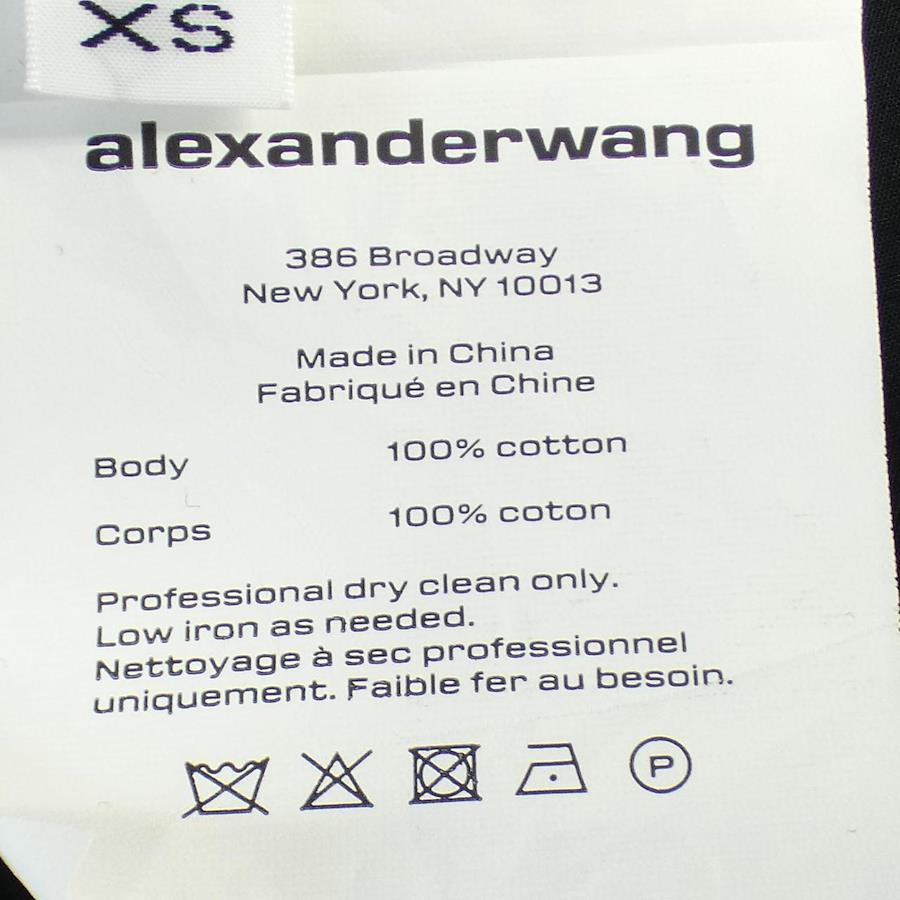 XS
alexanderwang
386 Broadway
New York, NY 10013
Made in China
Fabriqué en Chine
Body 100% cotton
Corps 100% coton
Professional dry clean only.
Low iron as needed.
Nettoyage à sec professionnel
uniquement. Faible fer au besoin.
P